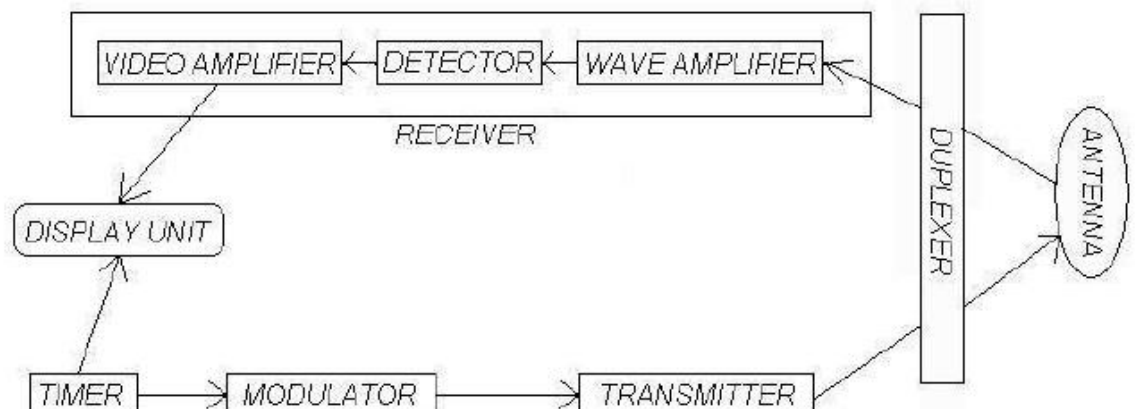 VIDEO AMPLIFIER
DETECTOR
WAVE AMPLIFIER
RECEIVER
DUPLEXER
ANTENNA
DISPLAY UNIT
TIMER
MODULATOR
TRANSMITTER